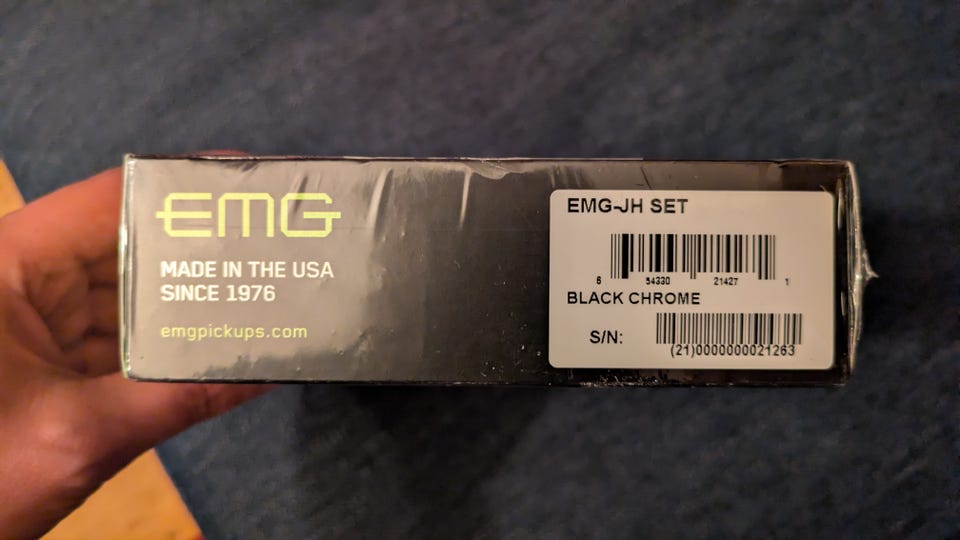 EMG
MADE IN THE USA
SINCE 1976
emgpickups.com
EMG-JH SET
6 54330 21427 1
BLACK CHROME
S/N:
(21)0000000021263